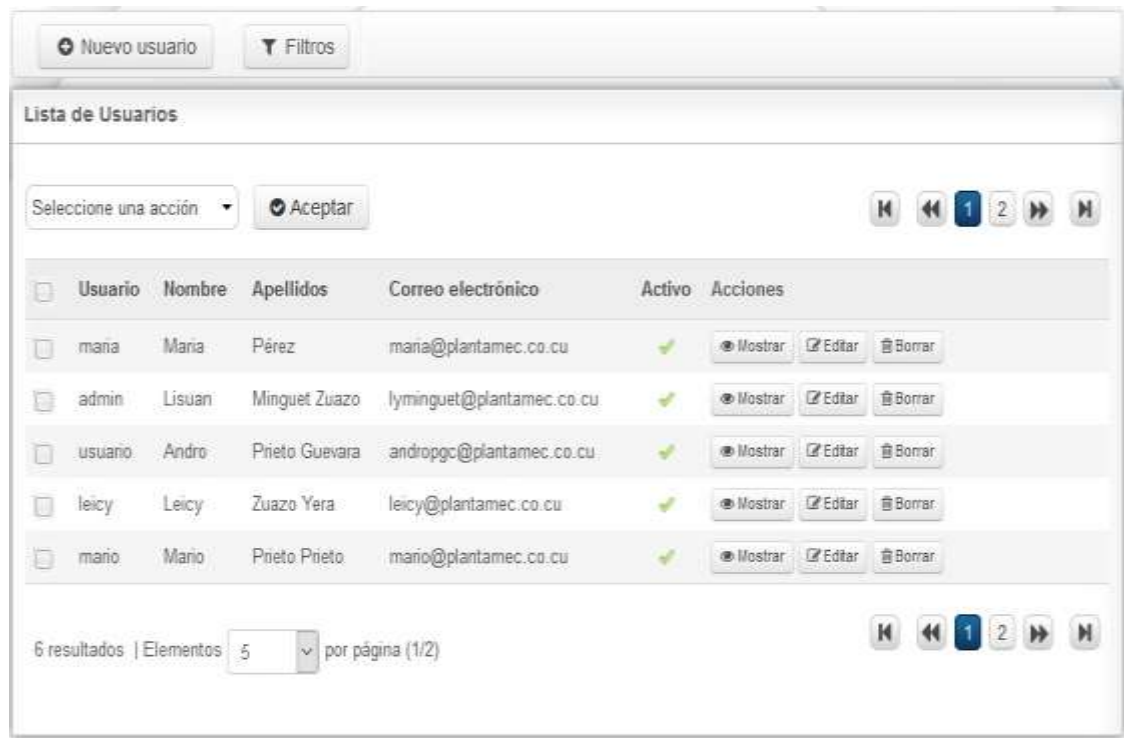 Nuevo usuario Filtros
Lista de Usuarios
Seleccione una acción Aceptar 1 2
Usuario Nombre Apellidos Correo electrónico Activo Acciones
maria Maria Pérez maria@plantamec.co.cu Mostrar Editar Borrar
admin Lisuan Minguet Zuazo lyminguet@plantamec.co.cu Mostrar Editar Borrar
usuario Andro Prieto Guevara andropgc@plantamec.co.cu Mostrar Editar Borrar
leicy Leicy Zuazo Yera leicy@plantamec.co.cu Mostrar Editar Borrar
mario Mario Prieto Prieto mario@plantamec.co.cu Mostrar Editar Borrar
6 resultados | Elementos 5 por página (1/2) 1 2